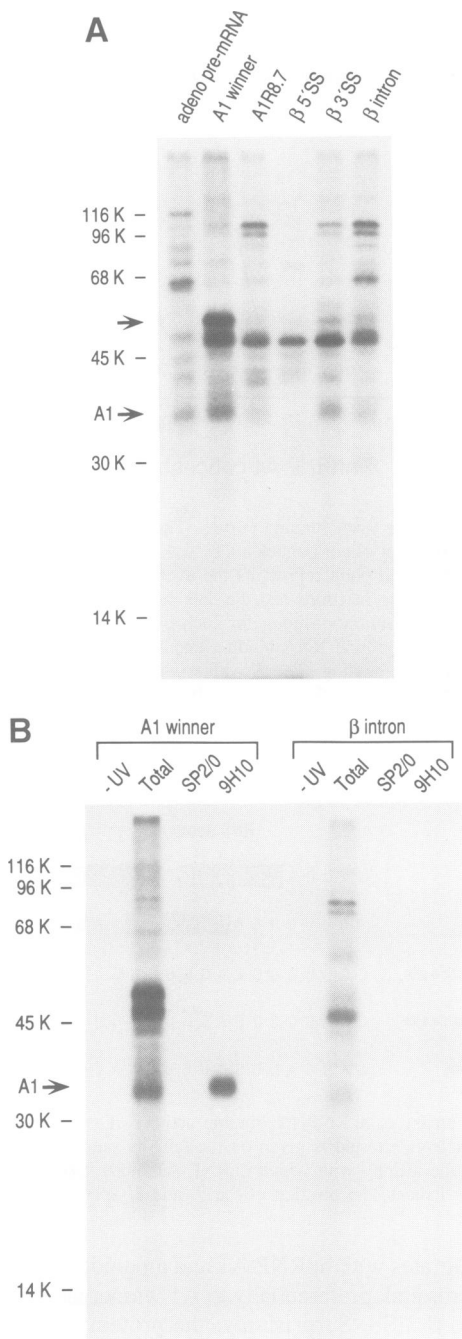 A
adeno pre-mRNA
A1 winner
A1R8.7
β 5´SS
β 3´SS
β intron
116 K –
96 K –
68 K –
45 K –
A1
30 K –
14 K –
B
A1 winner
β intron
- UV
Total
SP2/0
9H10
- UV
Total
SP2/0
9H10
116 K –
96 K –
68 K –
45 K –
A1
30 K –
14 K –